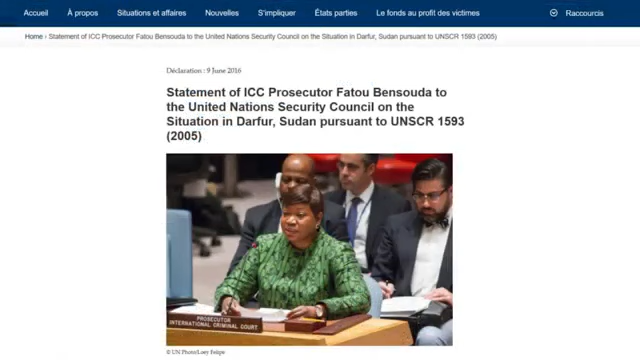 Accueil À propos Situations et affaires Nouvelles S'impliquer États parties Le fonds au profit des victimes Raccourcis
Home › Statement of ICC Prosecutor Fatou Bensouda to the United Nations Security Council on the Situation in Darfur, Sudan pursuant to UNSCR 1593 (2005)
Déclaration : 9 June 2016
Statement of ICC Prosecutor Fatou Bensouda to
the United Nations Security Council on the
Situation in Darfur, Sudan pursuant to UNSCR 1593
(2005)
PROSECUTOR
INTERNATIONAL CRIMINAL COURT
© UN Photo/Loey Felipe